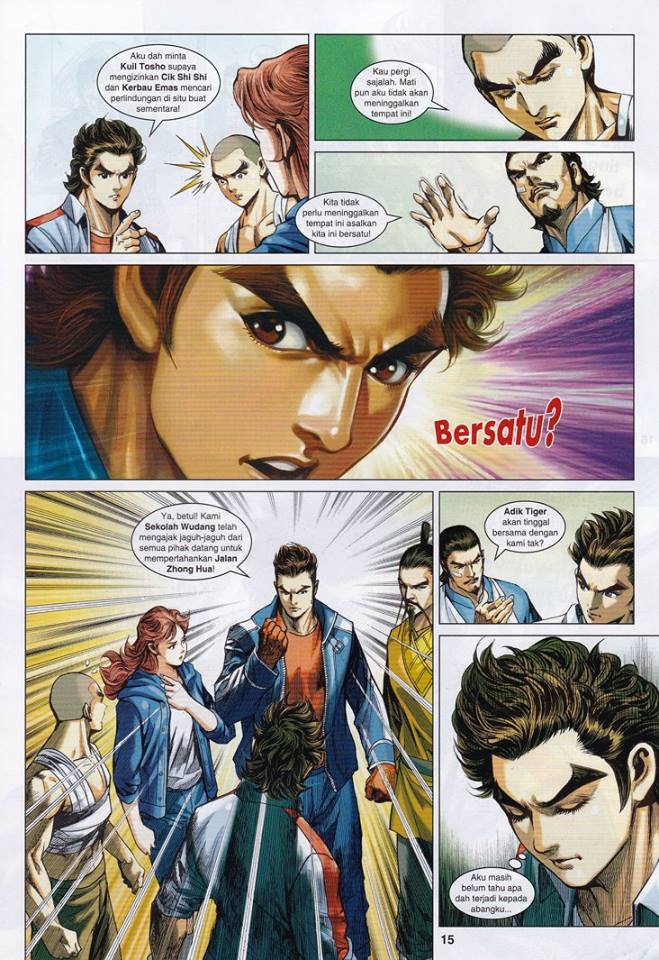 Aku dah minta
Kuil Tosho supaya
mengizinkan Cik Shi Shi
dan Kerbau Emas mencari
perlindungan di situ buat
sementara!
Kau pergi
sajalah. Mati
pun aku tidak akan
meninggalkan
tempat ini!
Kita tidak
perlu meninggalkan
tempat ini asalkan
kita ini bersatu!
Bersatu?
Ya, betul! Kami
Sekolah Wudang telah
mengajak jaguh-jaguh dari
semua pihak datang untuk
mempertahankan Jalan
Zhong Hua!
Adik Tiger
akan tinggal
bersama dengan
kami tak?
Aku masih
belum tahu apa
dah terjadi kepada
abangku...
15